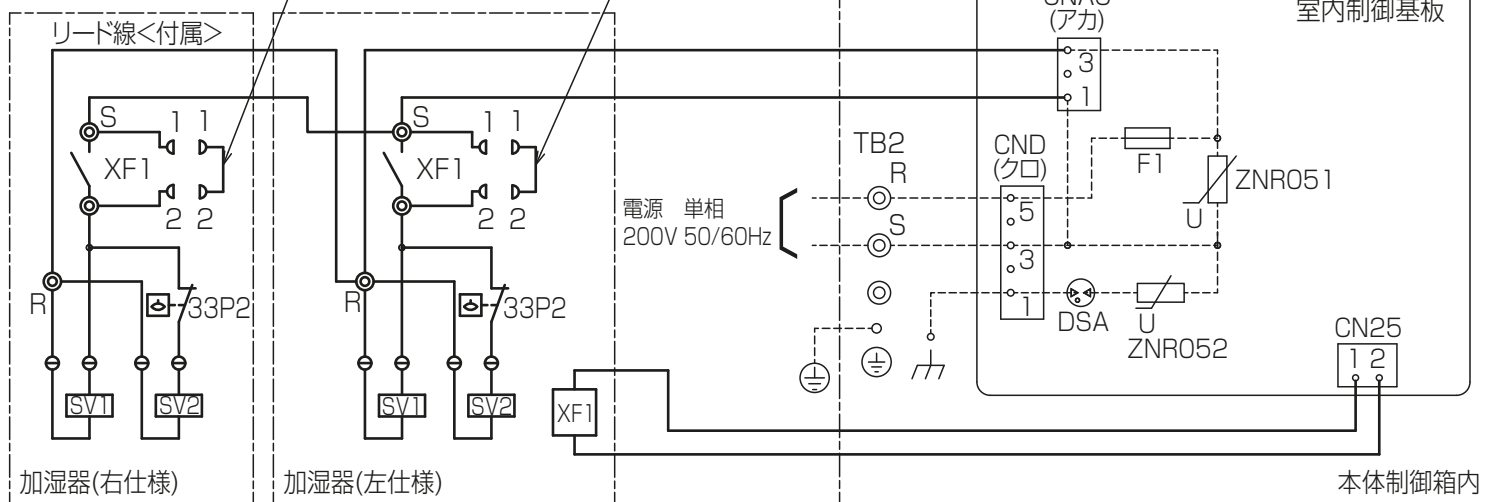 リード線<付属>
S
1 1
XF1
2 2
R
33P2
SV1
SV2
加湿器(右仕様)
S
1 1
XF1
2 2
R
33P2
SV1
SV2
XF1
加湿器(左仕様)
電源 単相
200V 50/60Hz
TB2
R
S
(アカ)
3
1
CND
(クロ)
5
3
1
F1
ZNR051
U
DSA
U
ZNR052
室内制御基板
CN25
1 2
本体制御箱内